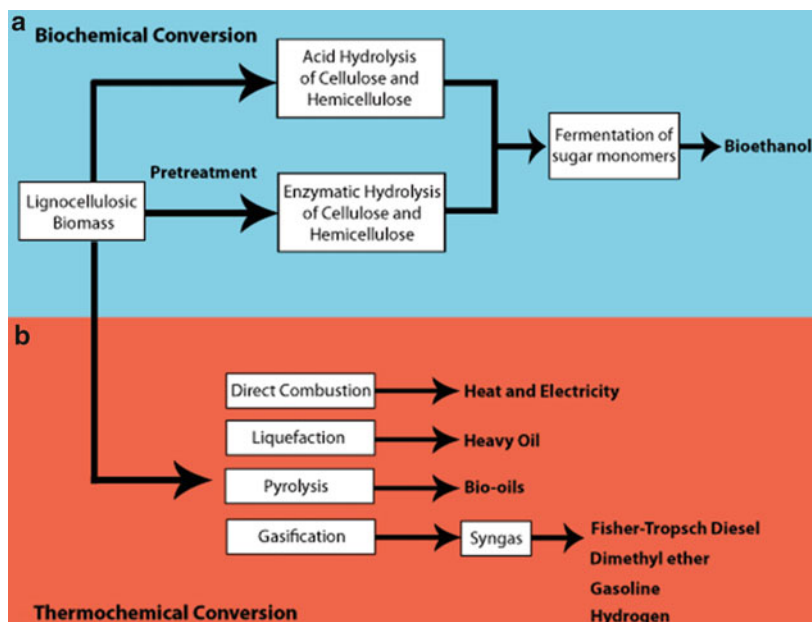 a
Biochemical Conversion
Acid Hydrolysis
of Cellulose and
Hemicellulose
Fermentation of
sugar monomers
Bioethanol
Pretreatment
Lignocellulosic
Biomass
Enzymatic Hydrolysis
of Cellulose and
Hemicellulose
b
Direct Combustion
Heat and Electricity
Liquefaction
Heavy Oil
Pyrolysis
Bio-oils
Gasification
Syngas
Fisher-Tropsch Diesel
Dimethyl ether
Gasoline
Hydrogen
Thermochemical Conversion